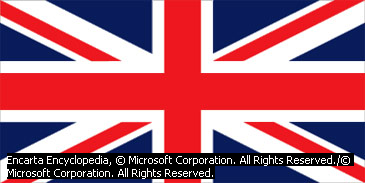 Encarta Encyclopedia, © Microsoft Corporation. All Rights Reserved./©
Microsoft Corporation. All Rights Reserved.